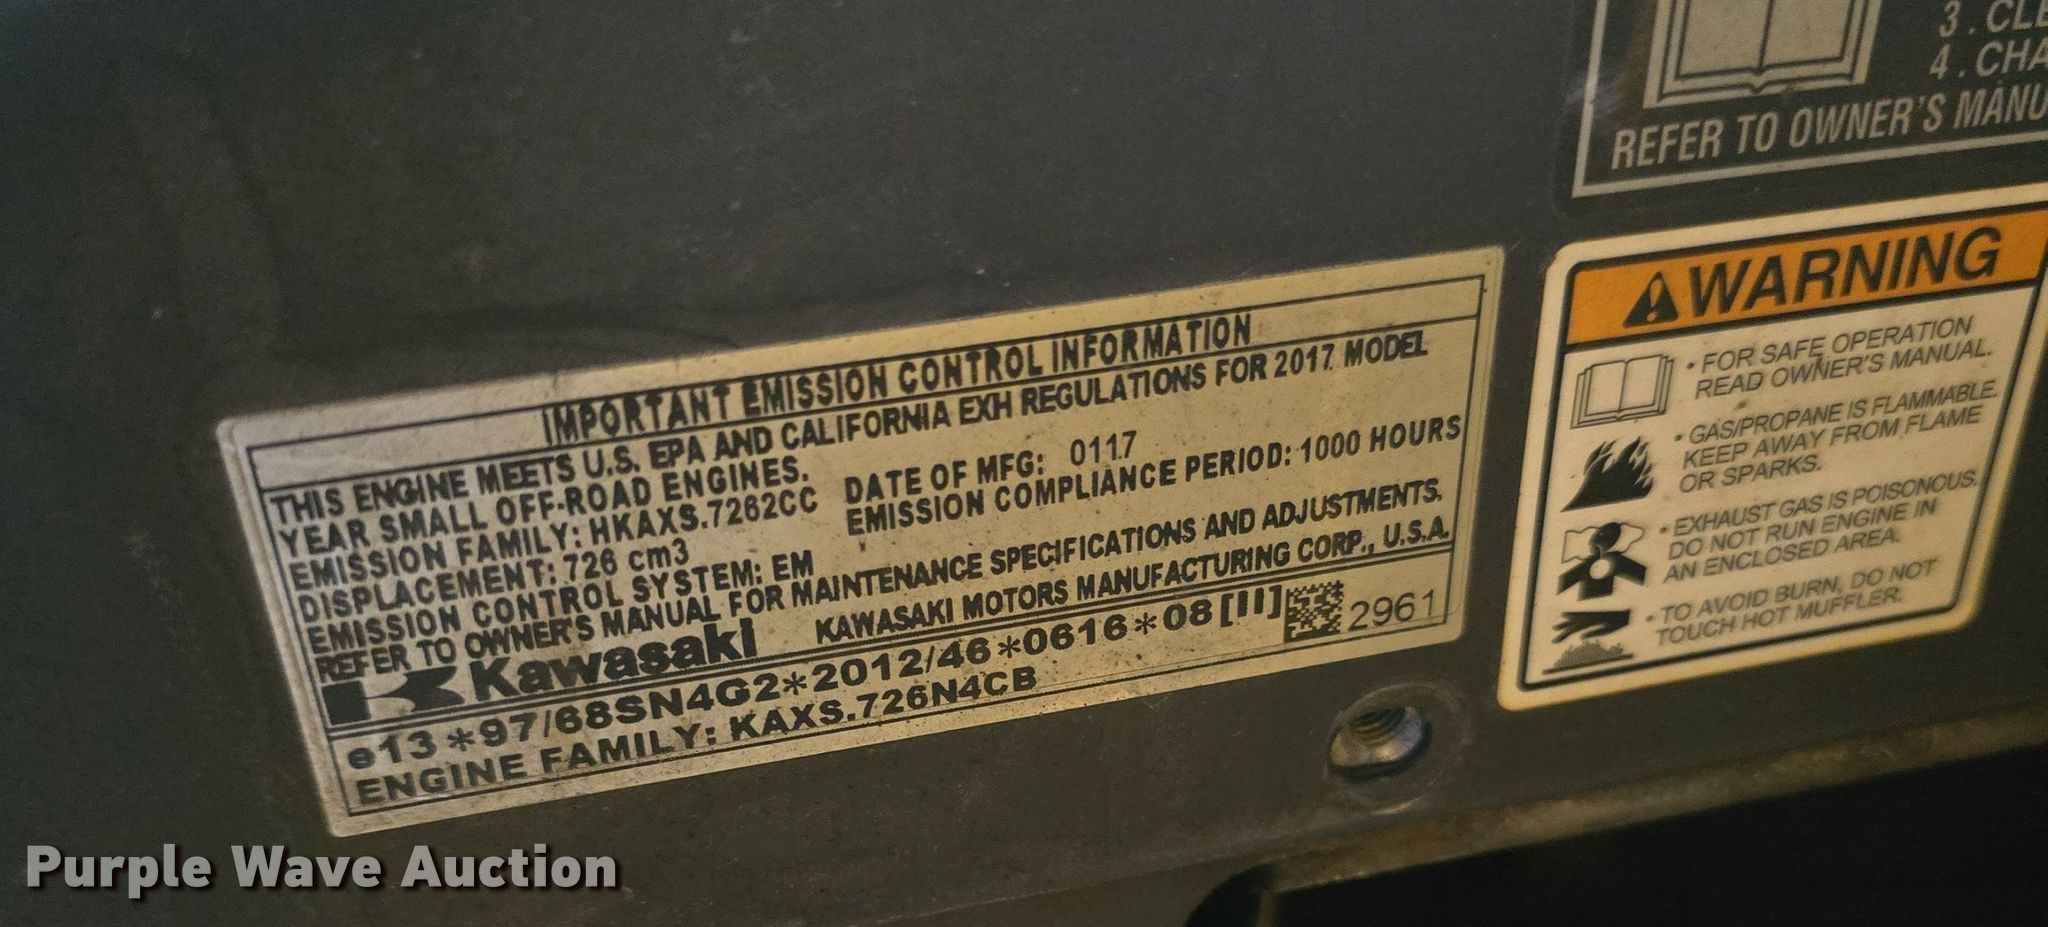 3. CLE
4. CHA
REFER TO OWNER'S MANU
IMPORTANT EMISSION CONTROL INFORMATION
THIS ENGINE MEETS U.S. EPA AND CALIFORNIA EXH REGULATIONS FOR 2017 MODEL
YEAR SMALL OFF-ROAD ENGINES.
EMISSION FAMILY: HKAXS.7262CC DATE OF MFG: 0117
DISPLACEMENT: 726 cm3 EMISSION COMPLIANCE PERIOD: 1000 HOURS
EMISSION CONTROL SYSTEM: EM
REFER TO OWNER'S MANUAL FOR MAINTENANCE SPECIFICATIONS AND ADJUSTMENTS.
Kawasaki KAWASAKI MOTORS MANUFACTURING CORP., U.S.A.
e13*97/68SN4G2*2012/46*0616*08[II] 2961
ENGINE FAMILY: KAXS.726N4CB
WARNING
• FOR SAFE OPERATION
READ OWNER'S MANUAL.
• GAS/PROPANE IS FLAMMABLE.
KEEP AWAY FROM FLAME
OR SPARKS.
• EXHAUST GAS IS POISONOUS.
DO NOT RUN ENGINE IN
AN ENCLOSED AREA.
• TO AVOID BURN, DO NOT
TOUCH HOT MUFFLER.
Purple Wave Auction